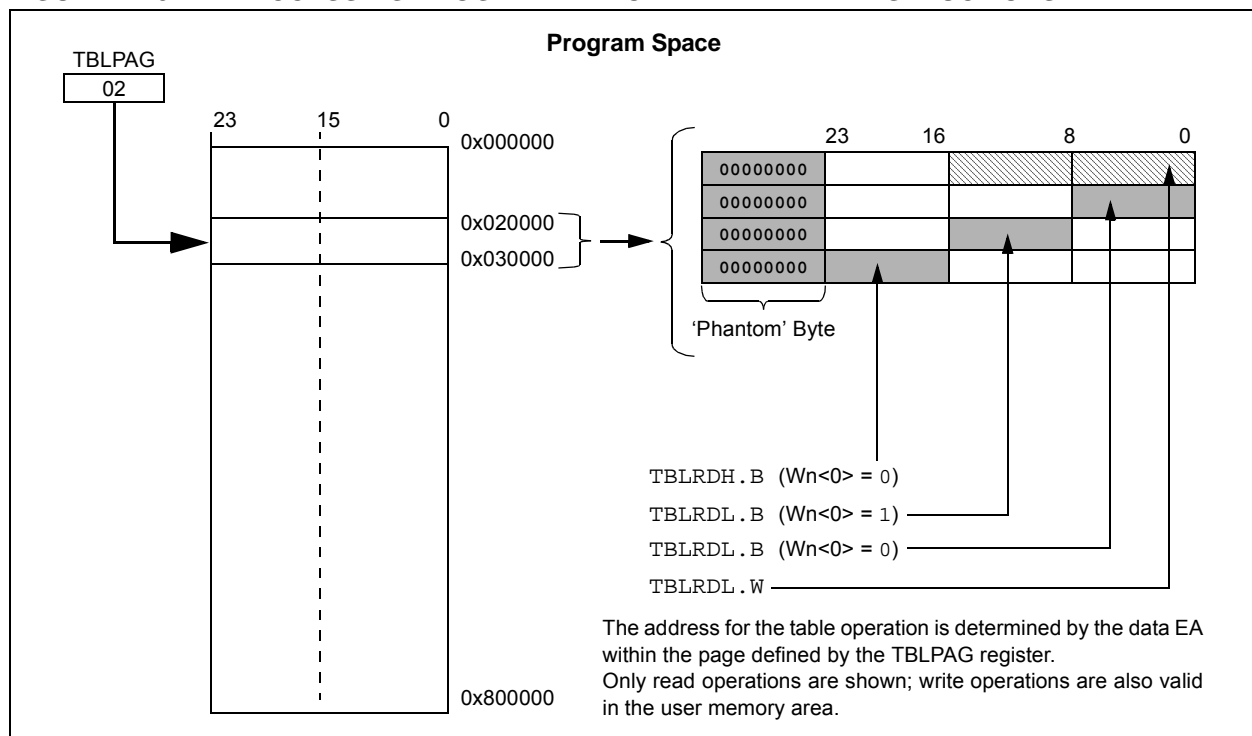 Program Space
TBLPAG
02
23 15 0
0x000000
0x020000
0x030000
0x800000
23 16 8 0
00000000
00000000
00000000
00000000
‘Phantom’ Byte
TBLRDH.B (Wn<0> = 0)
TBLRDL.B (Wn<0> = 1)
TBLRDL.B (Wn<0> = 0)
TBLRDL.W
The address for the table operation is determined by the data EA
within the page defined by the TBLPAG register.
Only read operations are shown; write operations are also valid
in the user memory area.